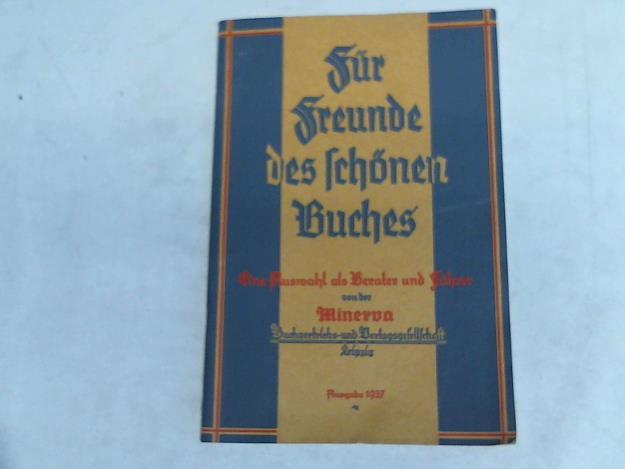 Für
Freunde
des schönen
Buches
Eine Auswahl als Berater und Führer
von der
Minerva
Buchvertriebs- und Verlagsgesellschaft
Leipzig
Ausgabe 1927